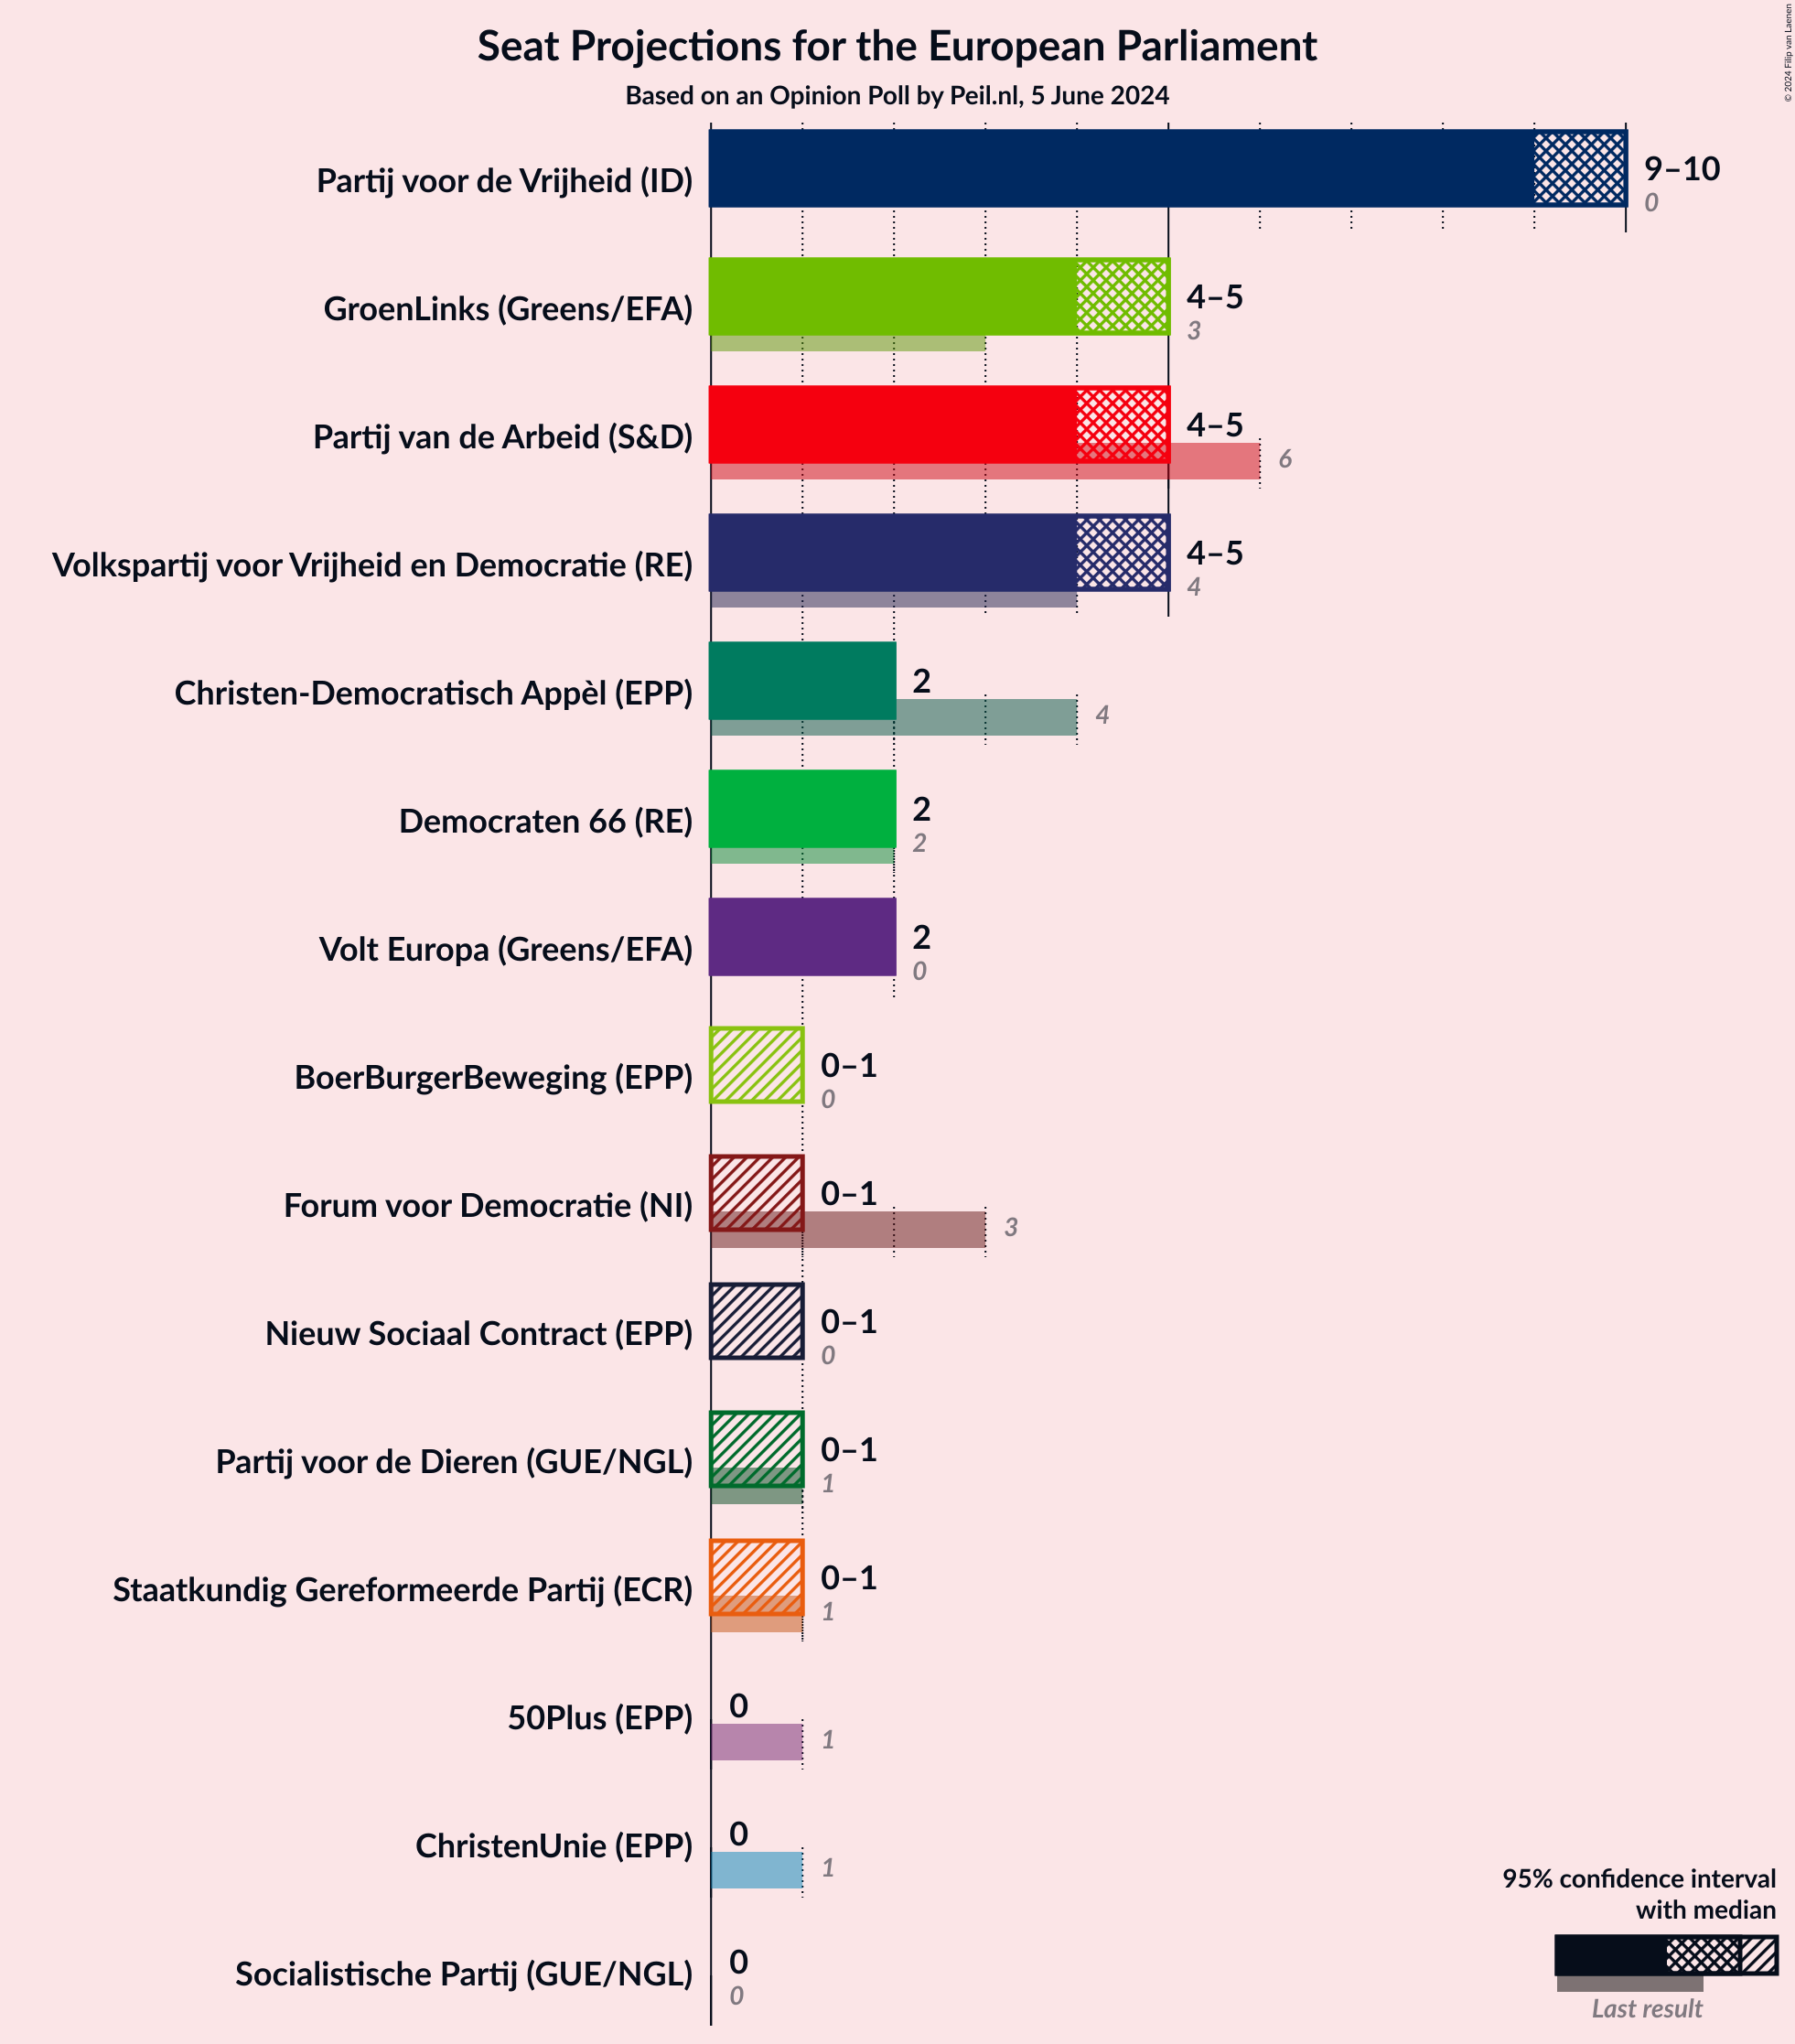 Seat Projections for the European Parliament
Based on an Opinion Poll by Peil.nl, 5 June 2024
© 2024 Filip van Laenen
Partij voor de Vrijheid (ID)
9–10
0
GroenLinks (Greens/EFA)
4–5
3
Partij van de Arbeid (S&D)
4–5
6
Volkspartij voor Vrijheid en Democratie (RE)
4–5
4
Christen-Democratisch Appèl (EPP)
2
4
Democraten 66 (RE)
2
2
Volt Europa (Greens/EFA)
2
0
BoerBurgerBeweging (EPP)
0–1
0
Forum voor Democratie (NI)
0–1
3
Nieuw Sociaal Contract (EPP)
0–1
0
Partij voor de Dieren (GUE/NGL)
0–1
1
Staatkundig Gereformeerde Partij (ECR)
0–1
1
50Plus (EPP)
0
1
ChristenUnie (EPP)
0
1
Socialistische Partij (GUE/NGL)
0
0
95% confidence interval
with median
Last result